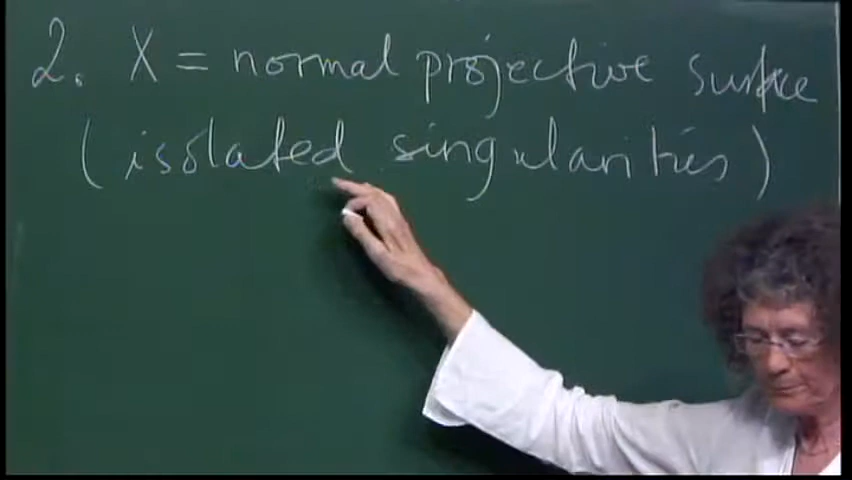 2. X = normal projective surface
(isolated singularities)